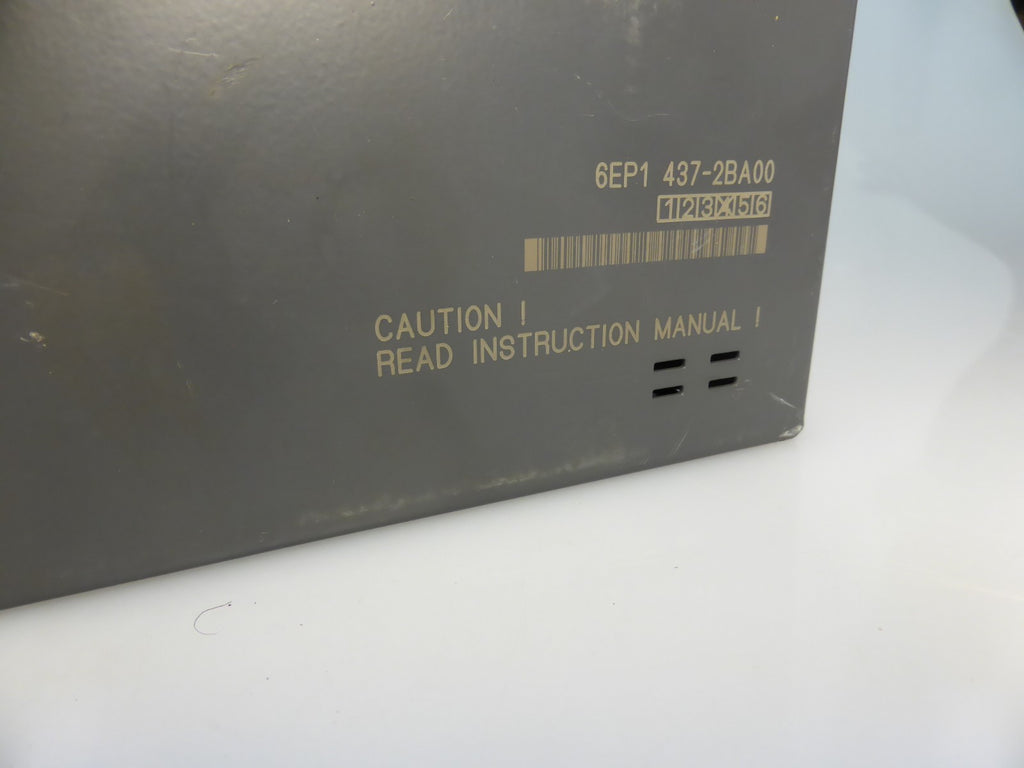 6EP1 437-2BA00
1 2 3 X 5 6
CAUTION !
READ INSTRUCTION MANUAL !